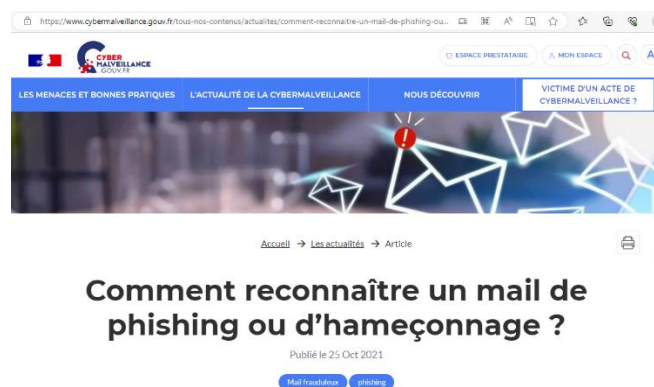 https://www.cybermalveillance.gouv.fr/tous-nos-contenus/actualites/comment-reconnaitre-un-mail-de-phishing-ou...
CYBER
MALVEILLANCE
.GOUV.FR
ESPACE PRESTATAIRE
MON ESPACE
A
LES MENACES ET BONNES PRATIQUES
L'ACTUALITÉ DE LA CYBERMALVEILLANCE
NOUS DÉCOUVRIR
VICTIME D'UN ACTE DE
CYBERMALVEILLANCE ?
Accueil → Les actualités → Article
Comment reconnaître un mail de
phishing ou d'hameçonnage ?
Publié le 25 Oct 2021
Mail frauduleux phishing